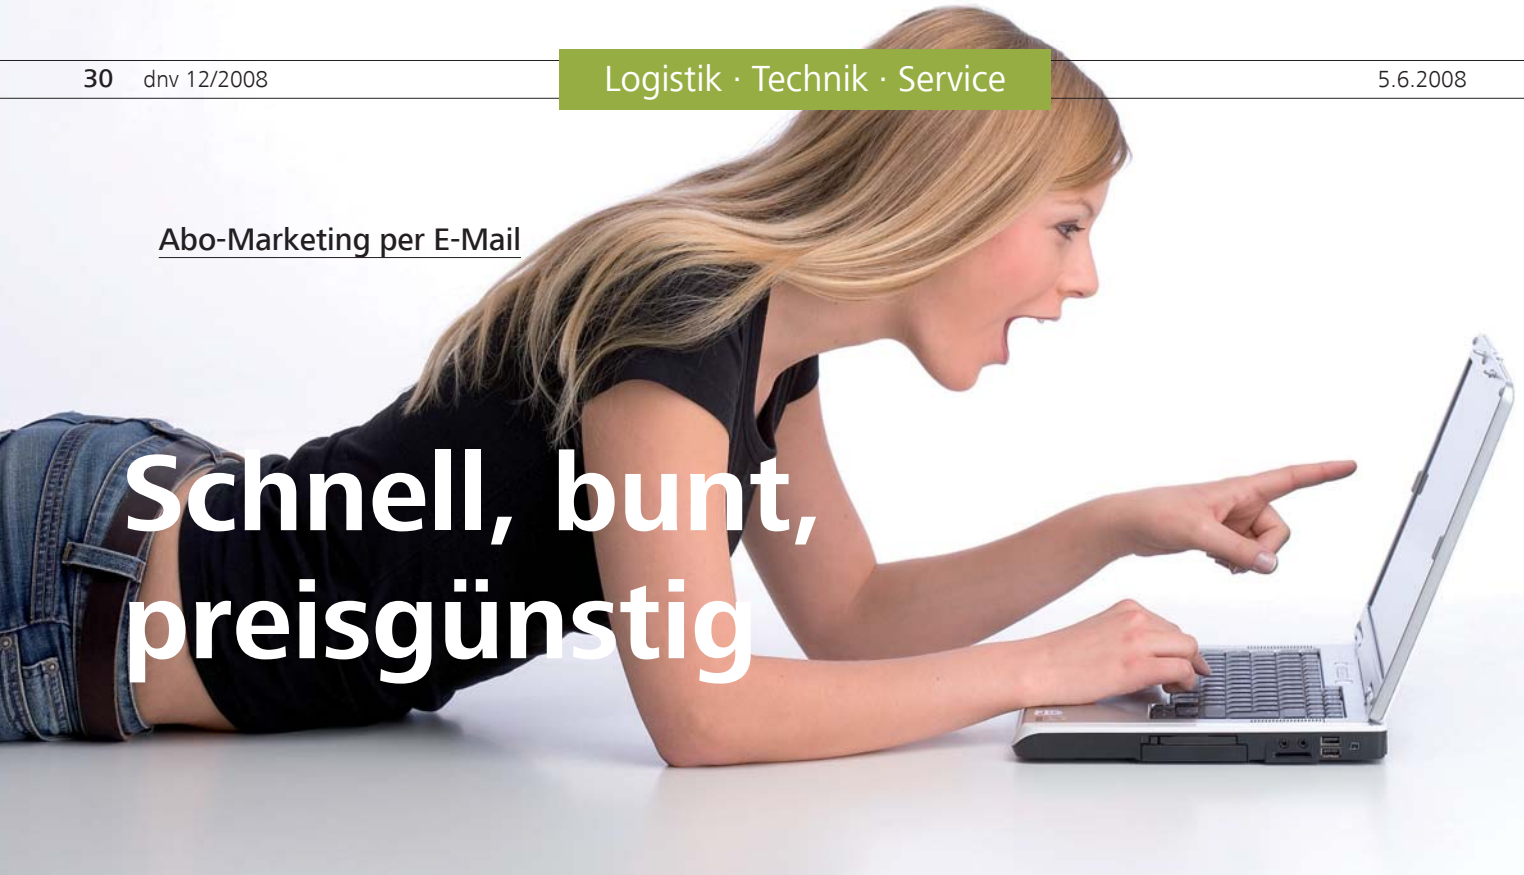 30 dnv 12/2008
Logistik · Technik · Service
5.6.2008
Abo-Marketing per E-Mail
Schnell, bunt,
preisgünstig